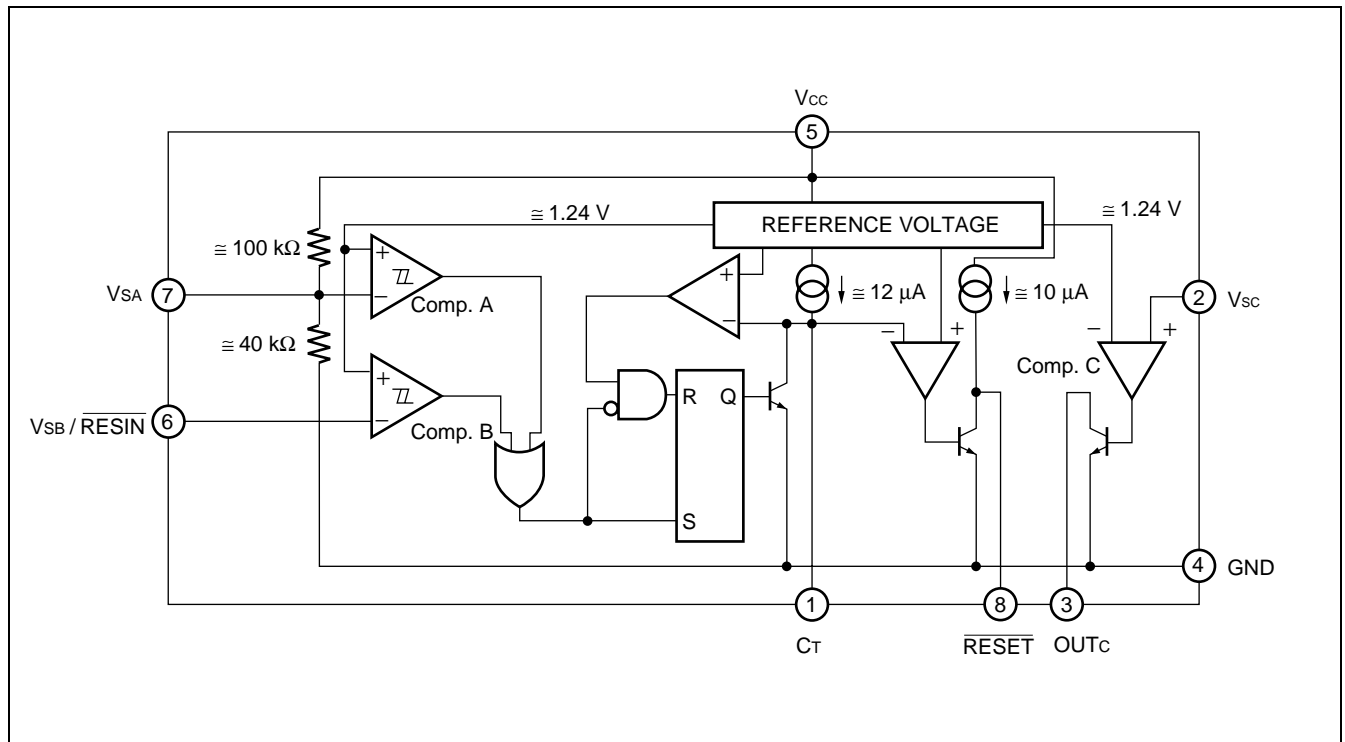 VCC
5
≅ 1.24 V
REFERENCE VOLTAGE
≅ 1.24 V
≅ 100 kΩ
+
−
Comp. A
+
−
≅ 12 μA
≅ 10 μA
VSA
7
2
VSC
− +
− +
Comp. C
≅ 40 kΩ
+
−
Comp. B
R Q
S
VSB / RESIN
6
4
GND
1
8
3
CT
RESET
OUTC